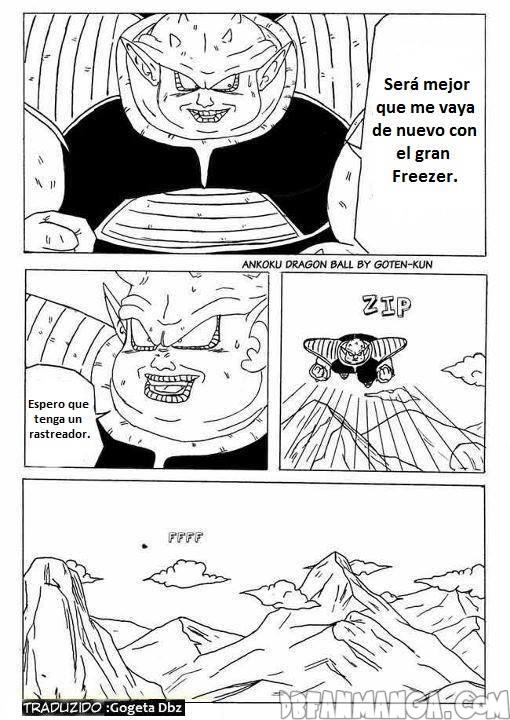 Será mejor
que me vaya
de nuevo con
el gran
Freezer.
ANKOKU DRAGON BALL BY GOTEN-KUN
Espero que
tenga un
rastreador.
ZIP
FFFF
TRADUZIDO :Gogeta Dbz
DBFANMANGA.COM